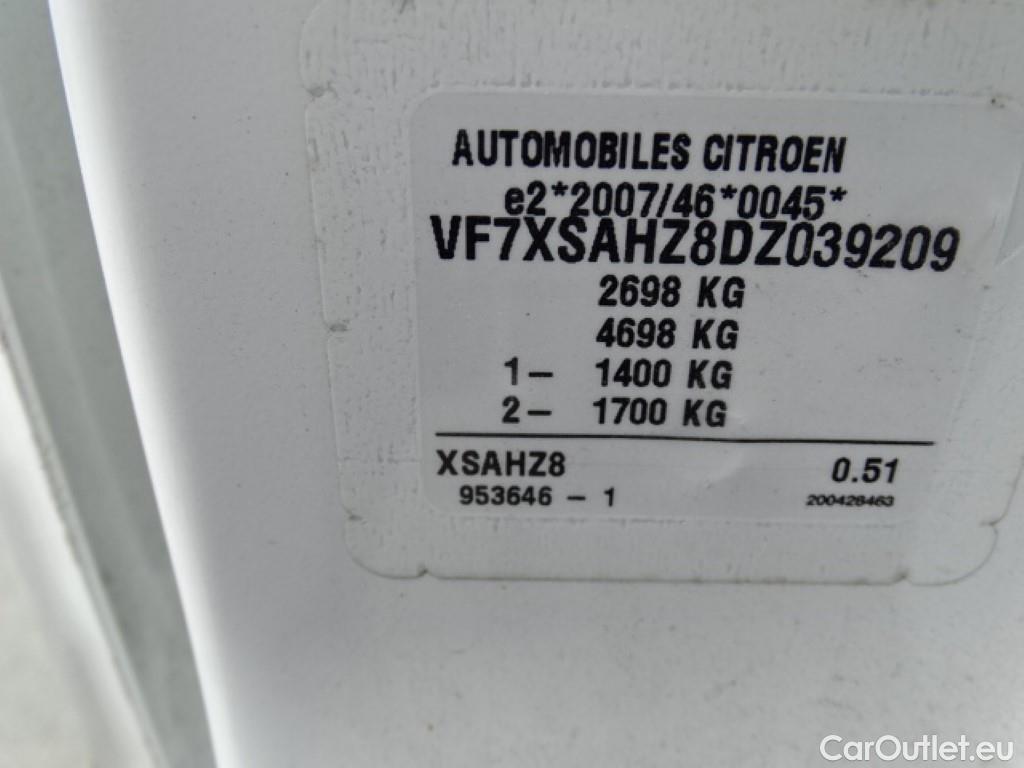 AUTOMOBILES CITROEN
e2*2007/46*0045*
VF7XSAHZ8DZ039209
2698 KG
4698 KG
1- 1400 KG
2- 1700 KG
XSAHZ8 0.51
953646 - 1 200428463
CarOutlet.eu